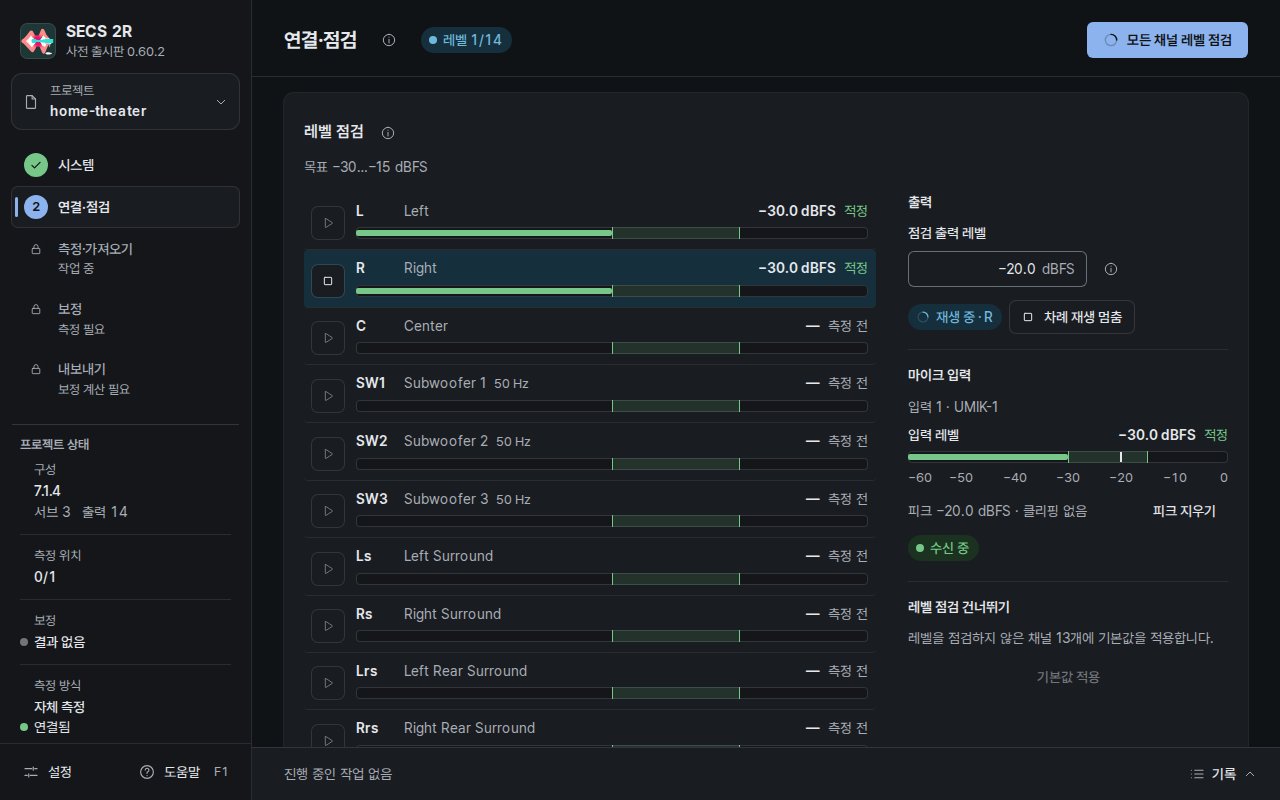 SECS 2R
사전 출시판 0.60.2
프로젝트
home-theater
시스템
2 연결·점검
측정·가져오기
작업 중
보정
측정 필요
내보내기
보정 계산 필요
프로젝트 상태
구성
7.1.4
서브 3 출력 14
측정 위치
0/1
보정
결과 없음
측정 방식
자체 측정
연결됨
설정
도움말 F1
연결·점검
레벨 1/14
모든 채널 레벨 점검
레벨 점검
목표 −30…−15 dBFS
L Left −30.0 dBFS 적정
R Right −30.0 dBFS 적정
C Center — 측정 전
SW1 Subwoofer 1 50 Hz — 측정 전
SW2 Subwoofer 2 50 Hz — 측정 전
SW3 Subwoofer 3 50 Hz — 측정 전
Ls Left Surround — 측정 전
Rs Right Surround — 측정 전
Lrs Left Rear Surround — 측정 전
Rrs Right Rear Surround — 측정 전
출력
점검 출력 레벨
−20.0 dBFS
재생 중 · R
차례 재생 멈춤
마이크 입력
입력 1 · UMIK-1
입력 레벨 −30.0 dBFS 적정
−60 −50 −40 −30 −20 −10 0
피크 −20.0 dBFS · 클리핑 없음 피크 지우기
수신 중
레벨 점검 건너뛰기
레벨을 점검하지 않은 채널 13개에 기본값을 적용합니다.
기본값 적용
진행 중인 작업 없음
기록